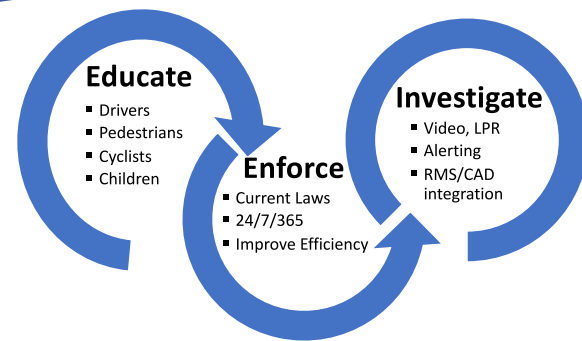 Educate
▪ Drivers
▪ Pedestrians
▪ Cyclists
▪ Children
Enforce
▪ Current Laws
▪ 24/7/365
▪ Improve Efficiency
Investigate
▪ Video, LPR
▪ Alerting
▪ RMS/CAD
integration